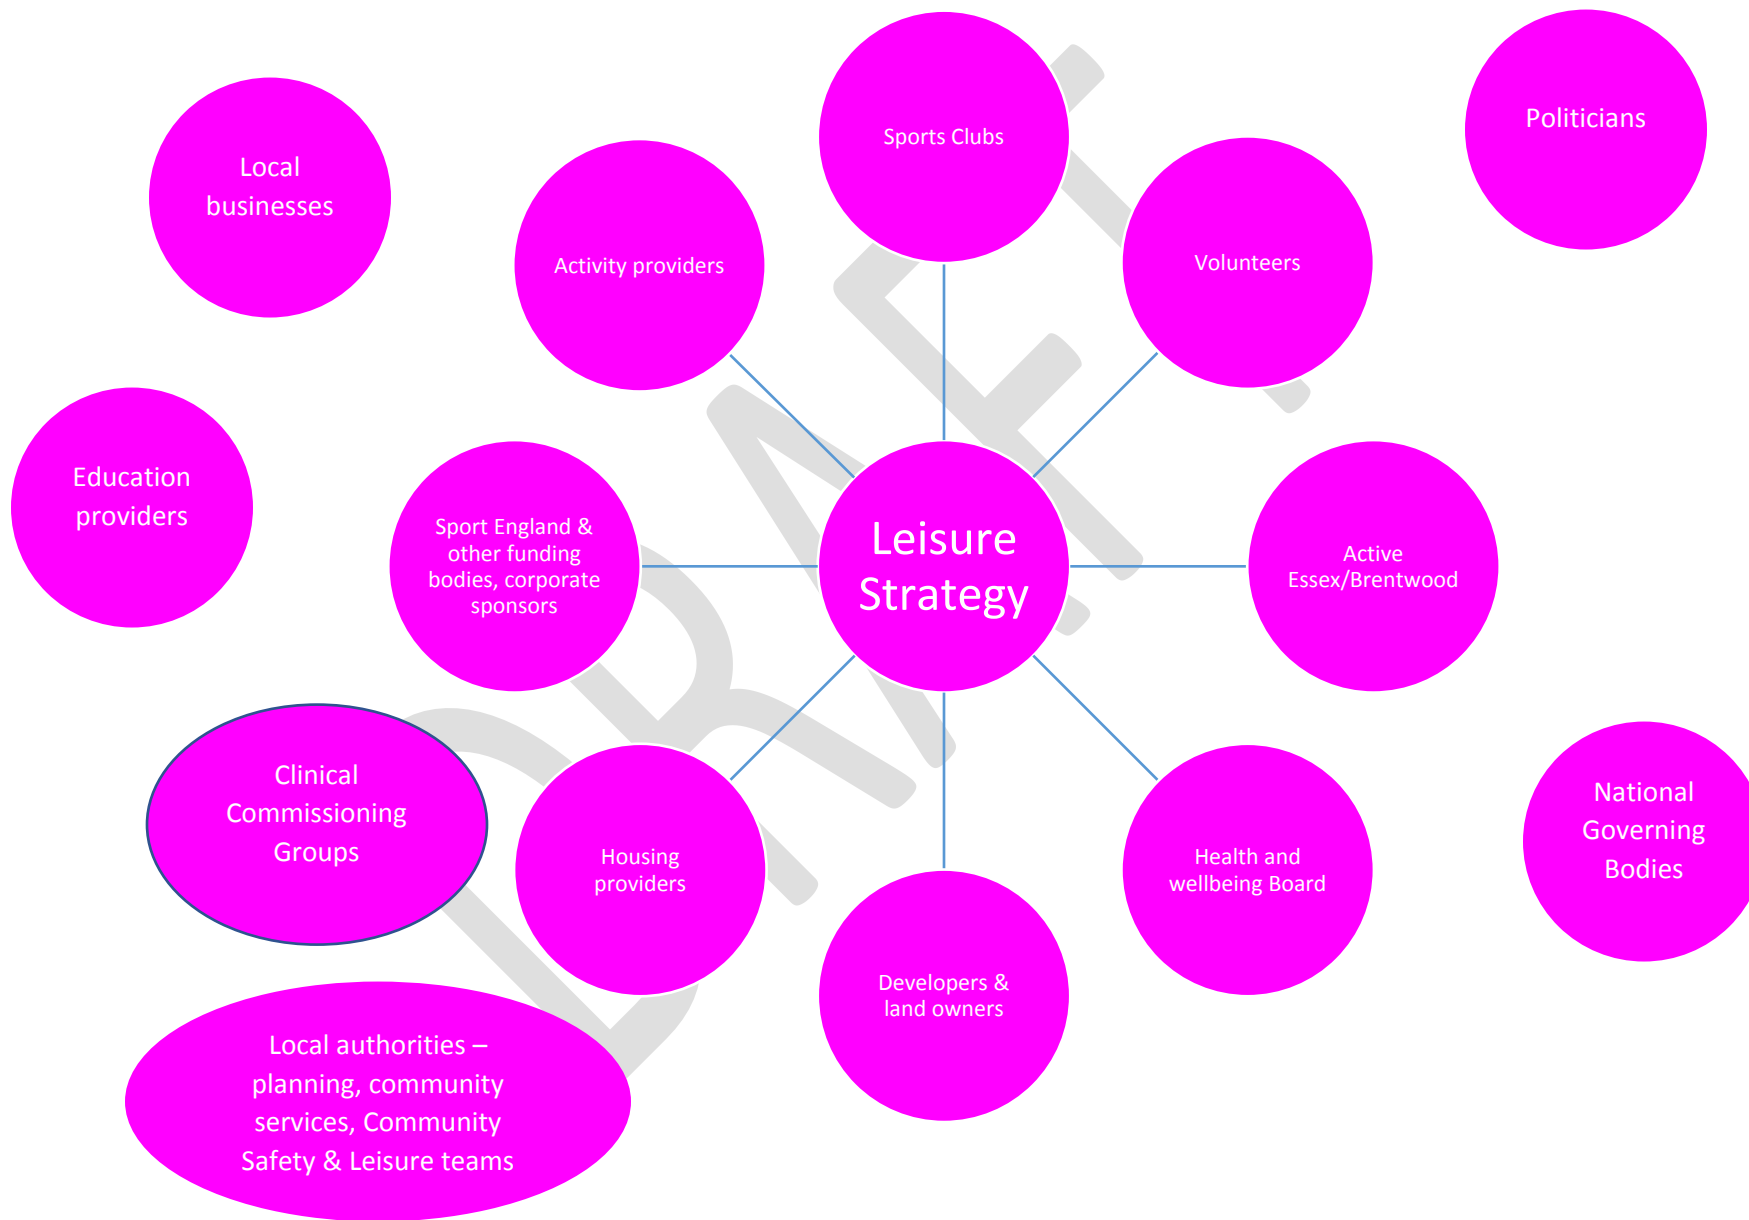 Sports Clubs
Politicians
Local
businesses
Activity providers
Volunteers
Education
providers
Sport England &
other funding
bodies, corporate
sponsors
Leisure
Strategy
Active
Essex/Brentwood
Clinical
Commissioning
Groups
Housing
providers
Health and
wellbeing Board
National
Governing
Bodies
Developers &
land owners
Local authorities –
planning, community
services, Community
Safety & Leisure teams
DRAFT